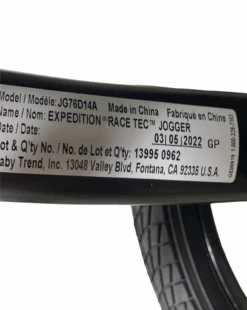 Model / Modèle: JG76D14A Made in China Fabriqué en Chine
Name / Nom: EXPEDITION® RACE TEC™ JOGGER
Date / Date: 03|05|2022 GP
Lot & Q'ty No. / No. de Lot et Q'ty: 13995 0962
Baby Trend, Inc. 13048 Valley Blvd, Fontana, CA 92335 U.S.A.